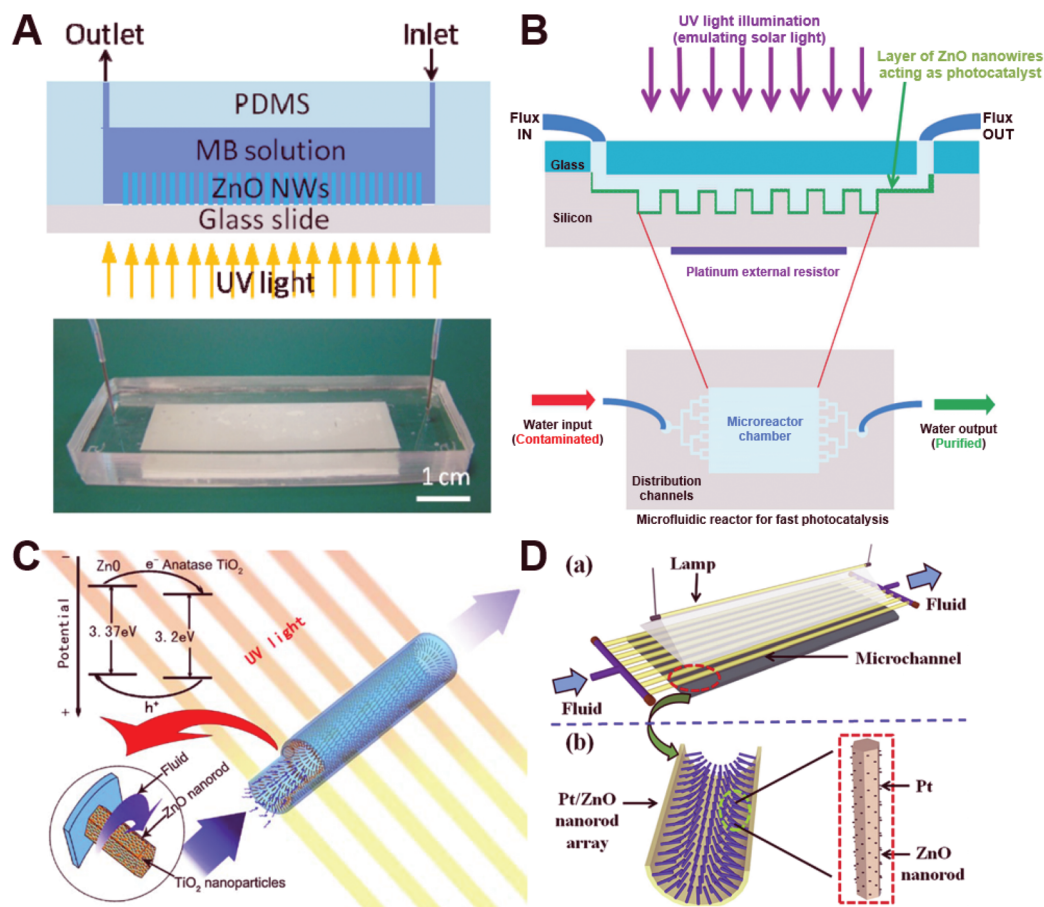 A
Outlet
Inlet
PDMS
MB solution
ZnO NWs
Glass slide
UV light
1 cm
B
UV light illumination
(emulating solar light)
Layer of ZnO nanowires
acting as photocatalyst
Flux
IN
Flux
OUT
Glass
Silicon
Platinum external resistor
Water input
(Contaminated)
Microreactor
chamber
Water output
(Purified)
Distribution
channels
Microfluidic reactor for fast photocatalysis
C
−
ZnO
e⁻ Anatase TiO₂
Potential
3.37eV
3.2eV
+
h⁺
UV light
Fluid
ZnO nanorod
TiO₂ nanoparticles
D
(a)
Lamp
Fluid
Microchannel
Fluid
(b)
Pt/ZnO
nanorod
array
Pt
ZnO
nanorod